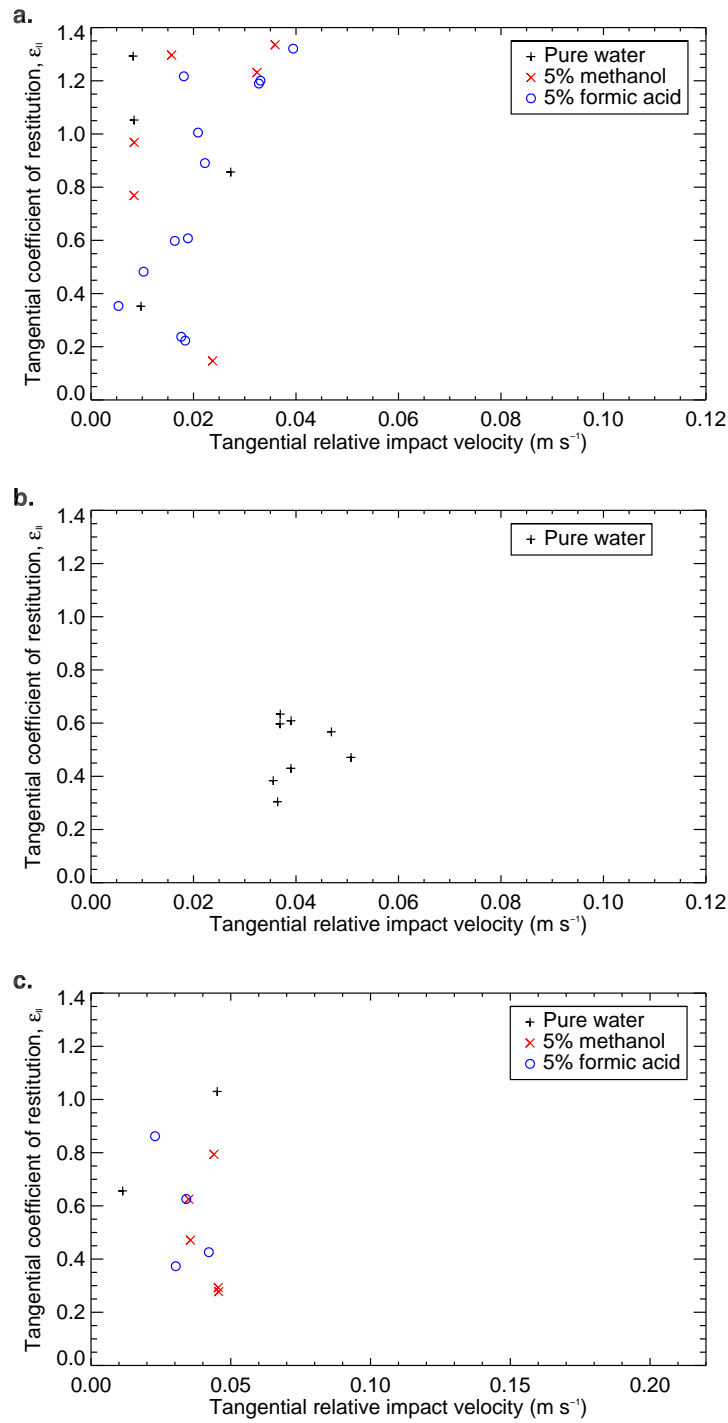 a.
1.4
1.2
1.0
0.8
0.6
0.4
0.2
0.0
Tangential coefficient of restitution, ε||
+ Pure water
× 5% methanol
○ 5% formic acid
0.00 0.02 0.04 0.06 0.08 0.10 0.12
Tangential relative impact velocity (m s⁻¹)
b.
1.4
1.2
1.0
0.8
0.6
0.4
0.2
0.0
Tangential coefficient of restitution, ε||
+ Pure water
0.00 0.02 0.04 0.06 0.08 0.10 0.12
Tangential relative impact velocity (m s⁻¹)
c.
1.4
1.2
1.0
0.8
0.6
0.4
0.2
0.0
Tangential coefficient of restitution, ε||
+ Pure water
× 5% methanol
○ 5% formic acid
0.00 0.05 0.10 0.15 0.20
Tangential relative impact velocity (m s⁻¹)